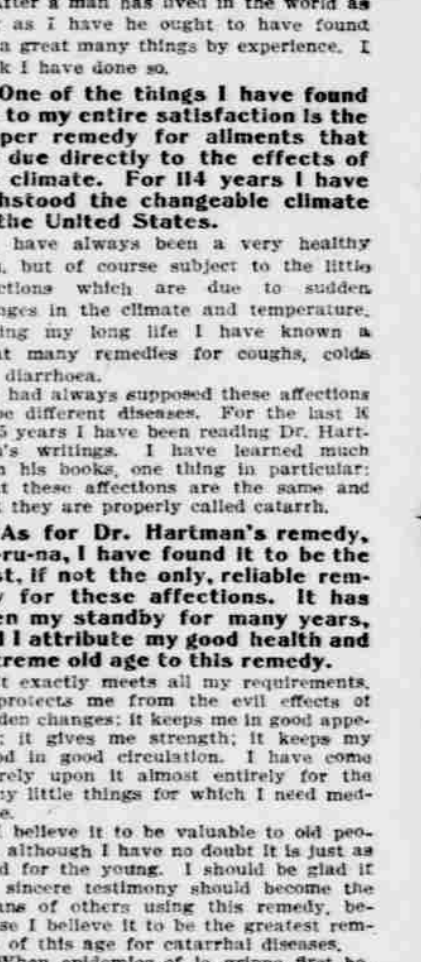 After a man has lived in the world as
as I have he ought to have found
a great many things by experience. I
k I have done so.
One of the things I have found
to my entire satisfaction is the
per remedy for ailments that
due directly to the effects of
climate. For 114 years I have
hstood the changeable climate
the United States.
have always been a very healthy
, but of course subject to the little
ctions which are due to sudden
nges in the climate and temperature.
ing my long life I have known a
at many remedies for coughs, colds
diarrhoea.
had always supposed these affections
be different diseases. For the last
5 years I have been reading Dr. Hart-
n's writings. I have learned much
m his books, one thing in particular:
t these affections are the same and
they are properly called catarrh.
As for Dr. Hartman's remedy,
-ru-na, I have found it to be the
st, if not the only, reliable rem-
y for these affections. It has
en my standby for many years,
d I attribute my good health and
treme old age to this remedy.
t exactly meets all my requirements.
protects me from the evil effects of
dden changes; it keeps me in good appe-
; it gives me strength; it keeps my
od in good circulation. I have come
rely upon it almost entirely for the
ny little things for which I need med-
e.
I believe it to be valuable to old peo-
although I have no doubt it is just as
d for the young. I should be glad if
sincere testimony should become the
ans of others using this remedy, be-
se I believe it to be the greatest rem-
of this age for catarrhal diseases.
When epidemics of la grippe first be-